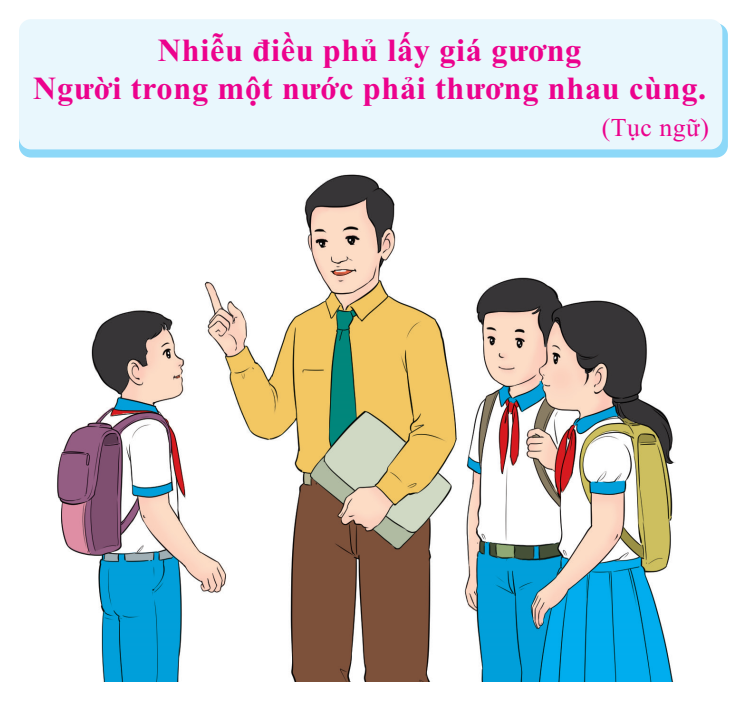 Nhiễu điều phủ lấy giá gương
Người trong một nước phải thương nhau cùng.
(Tục ngữ)